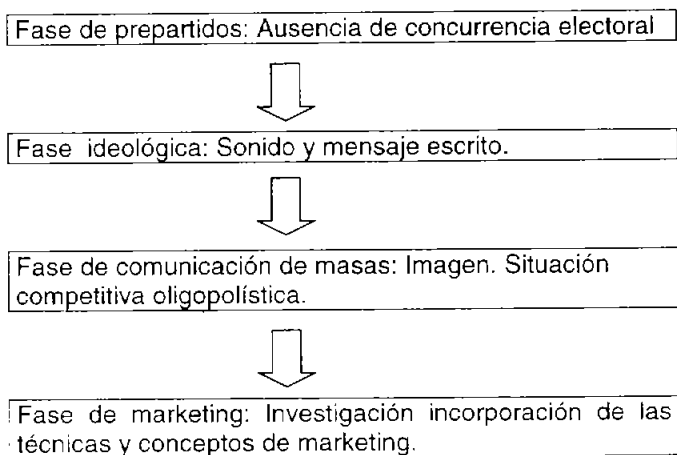 Fase de prepartidos: Ausencia de concurrencia electoral
Fase ideológica: Sonido y mensaje escrito.
Fase de comunicación de masas: Imagen. Situación
competitiva oligopolística.
Fase de marketing: Investigación incorporación de las
técnicas y conceptos de marketing.